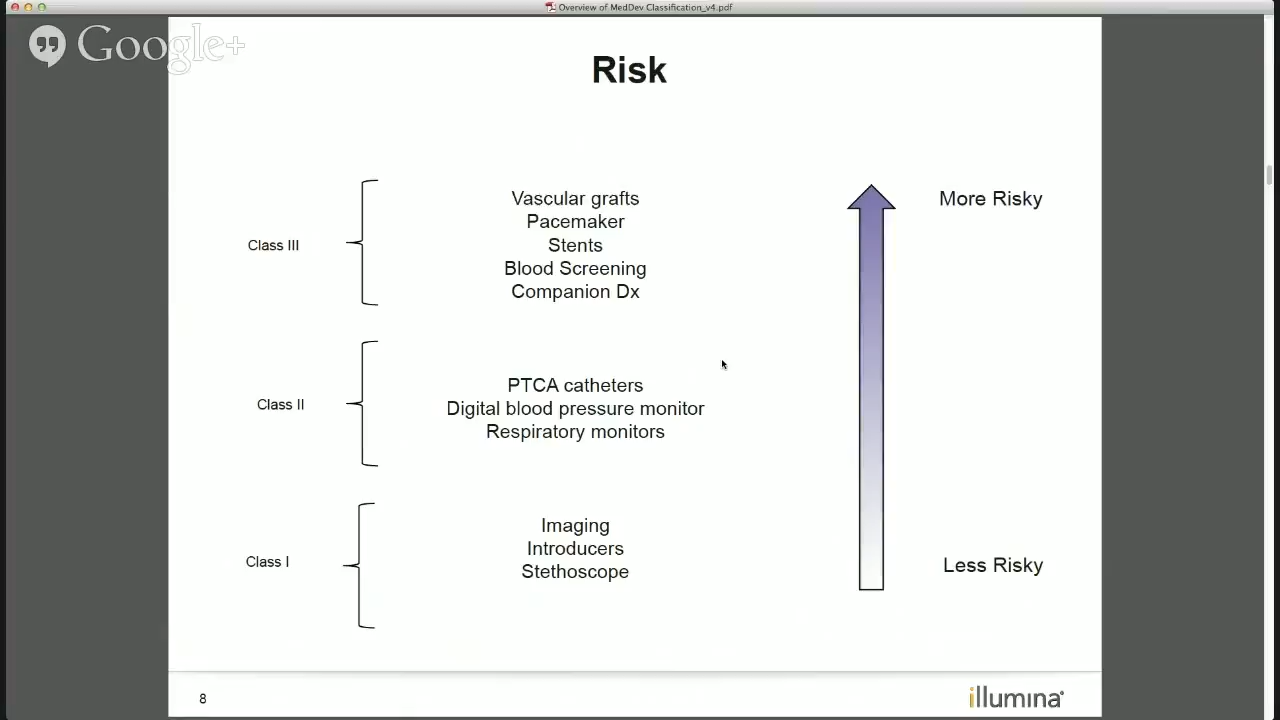 Overview of MedDev Classification_v4.pdf
Google+
Risk
Class III
Vascular grafts
Pacemaker
Stents
Blood Screening
Companion Dx
More Risky
Class II
PTCA catheters
Digital blood pressure monitor
Respiratory monitors
Class I
Imaging
Introducers
Stethoscope
Less Risky
8
illumina